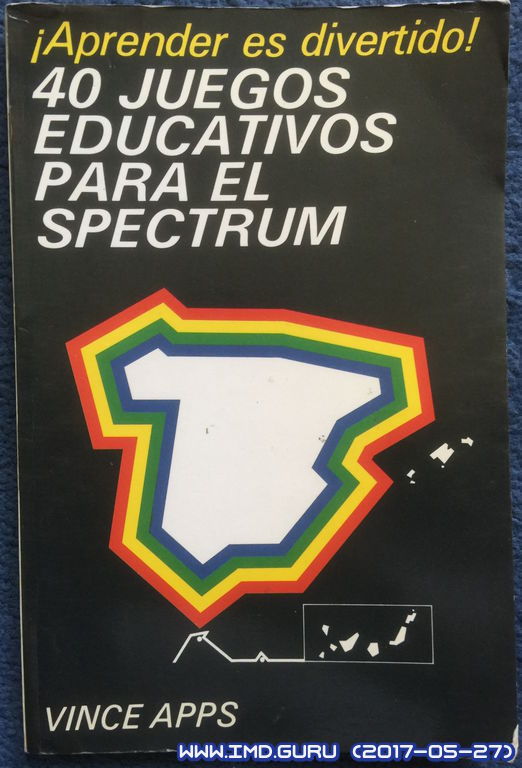 ¡Aprender es divertido!
40 JUEGOS
EDUCATIVOS
PARA EL
SPECTRUM
VINCE APPS
WWW.IMD.GURU (2017-05-27)